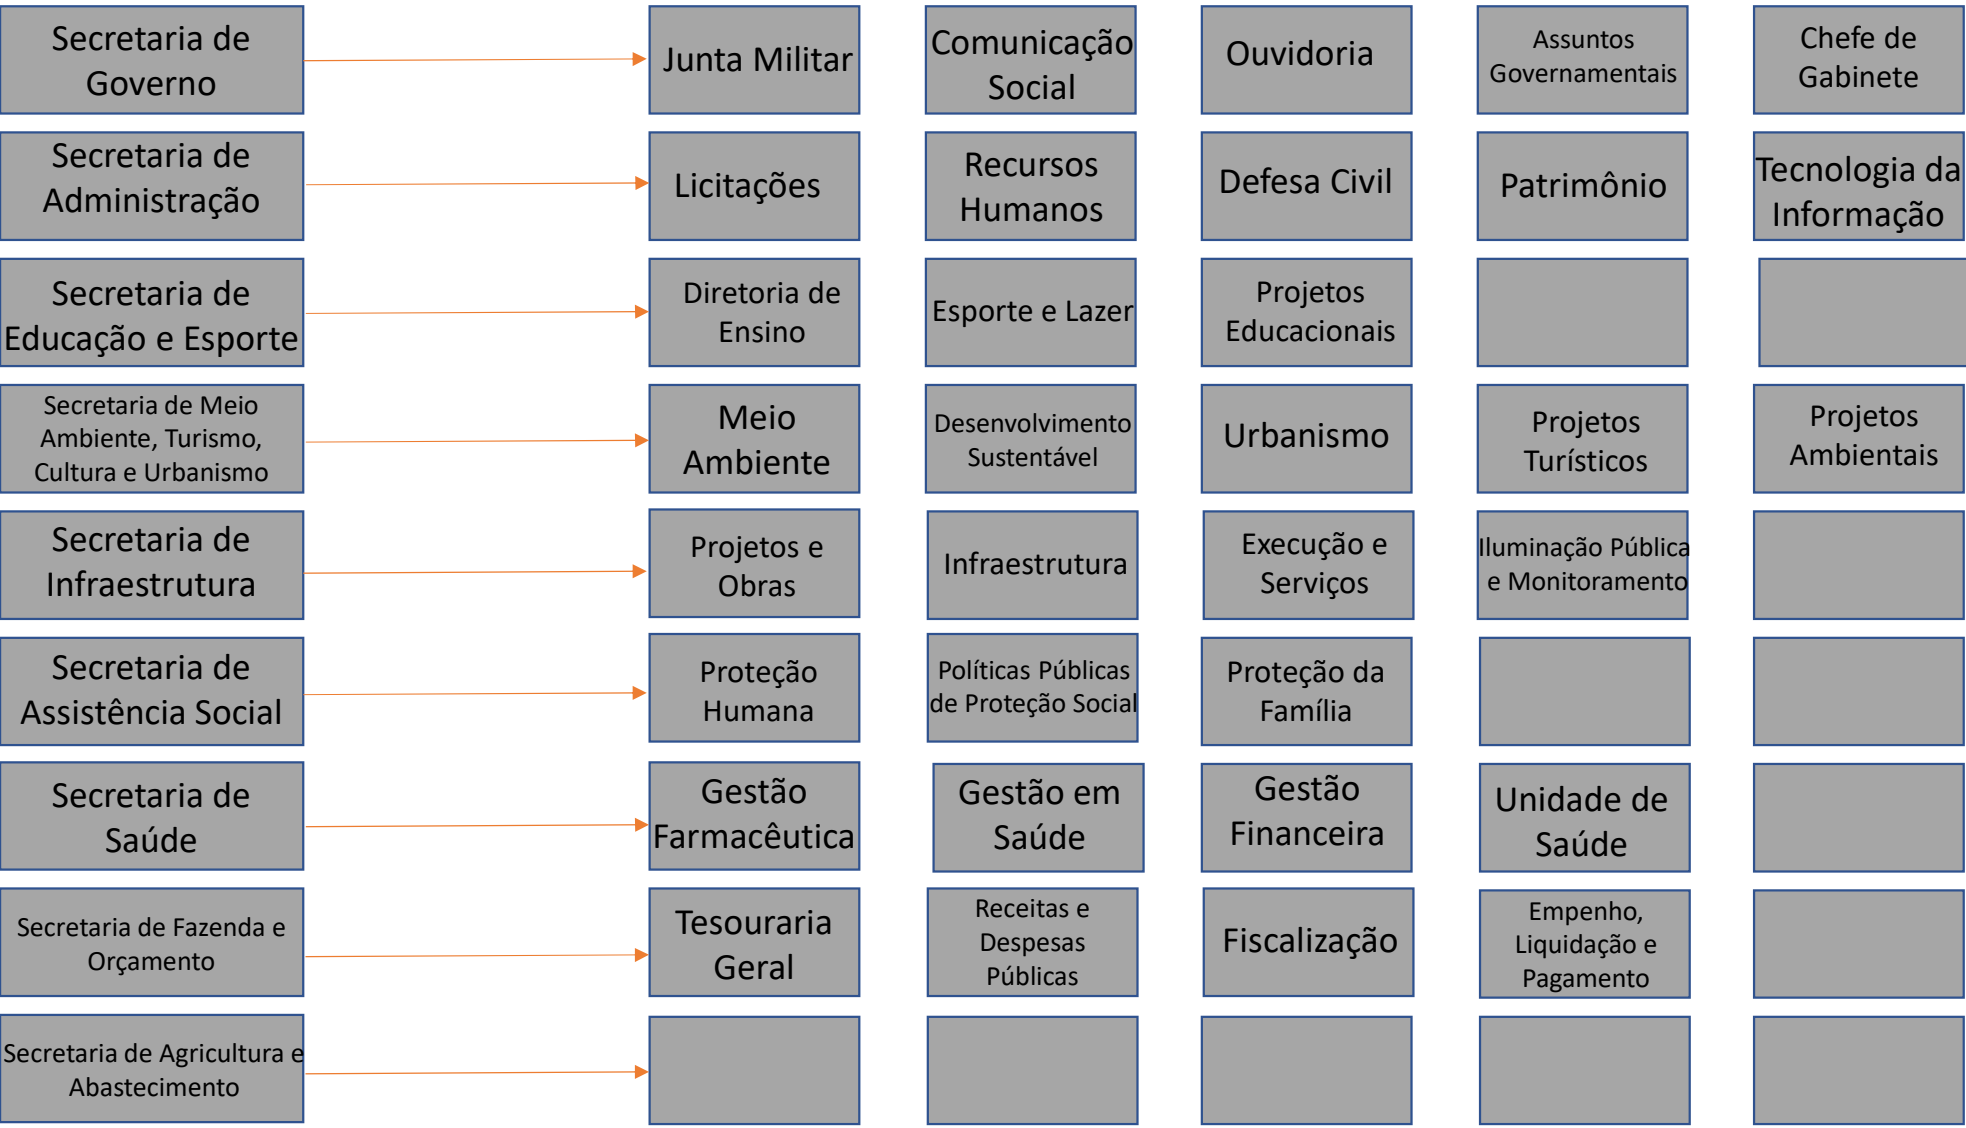 Secretaria de
Governo
Junta Militar
Comunicação
Social
Ouvidoria
Assuntos
Governamentais
Chefe de
Gabinete
Secretaria de
Administração
Licitações
Recursos
Humanos
Defesa Civil
Patrimônio
Tecnologia da
Informação
Secretaria de
Educação e Esporte
Diretoria de
Ensino
Esporte e Lazer
Projetos
Educacionais
Secretaria de Meio
Ambiente, Turismo,
Cultura e Urbanismo
Meio
Ambiente
Desenvolvimento
Sustentável
Urbanismo
Projetos
Turísticos
Projetos
Ambientais
Secretaria de
Infraestrutura
Projetos e
Obras
Infraestrutura
Execução e
Serviços
Iluminação Pública
e Monitoramento
Secretaria de
Assistência Social
Proteção
Humana
Políticas Públicas
de Proteção Social
Proteção da
Família
Secretaria de
Saúde
Gestão
Farmacêutica
Gestão em
Saúde
Gestão
Financeira
Unidade de
Saúde
Secretaria de Fazenda e
Orçamento
Tesouraria
Geral
Receitas e
Despesas
Públicas
Fiscalização
Empenho,
Liquidação e
Pagamento
Secretaria de Agricultura e
Abastecimento